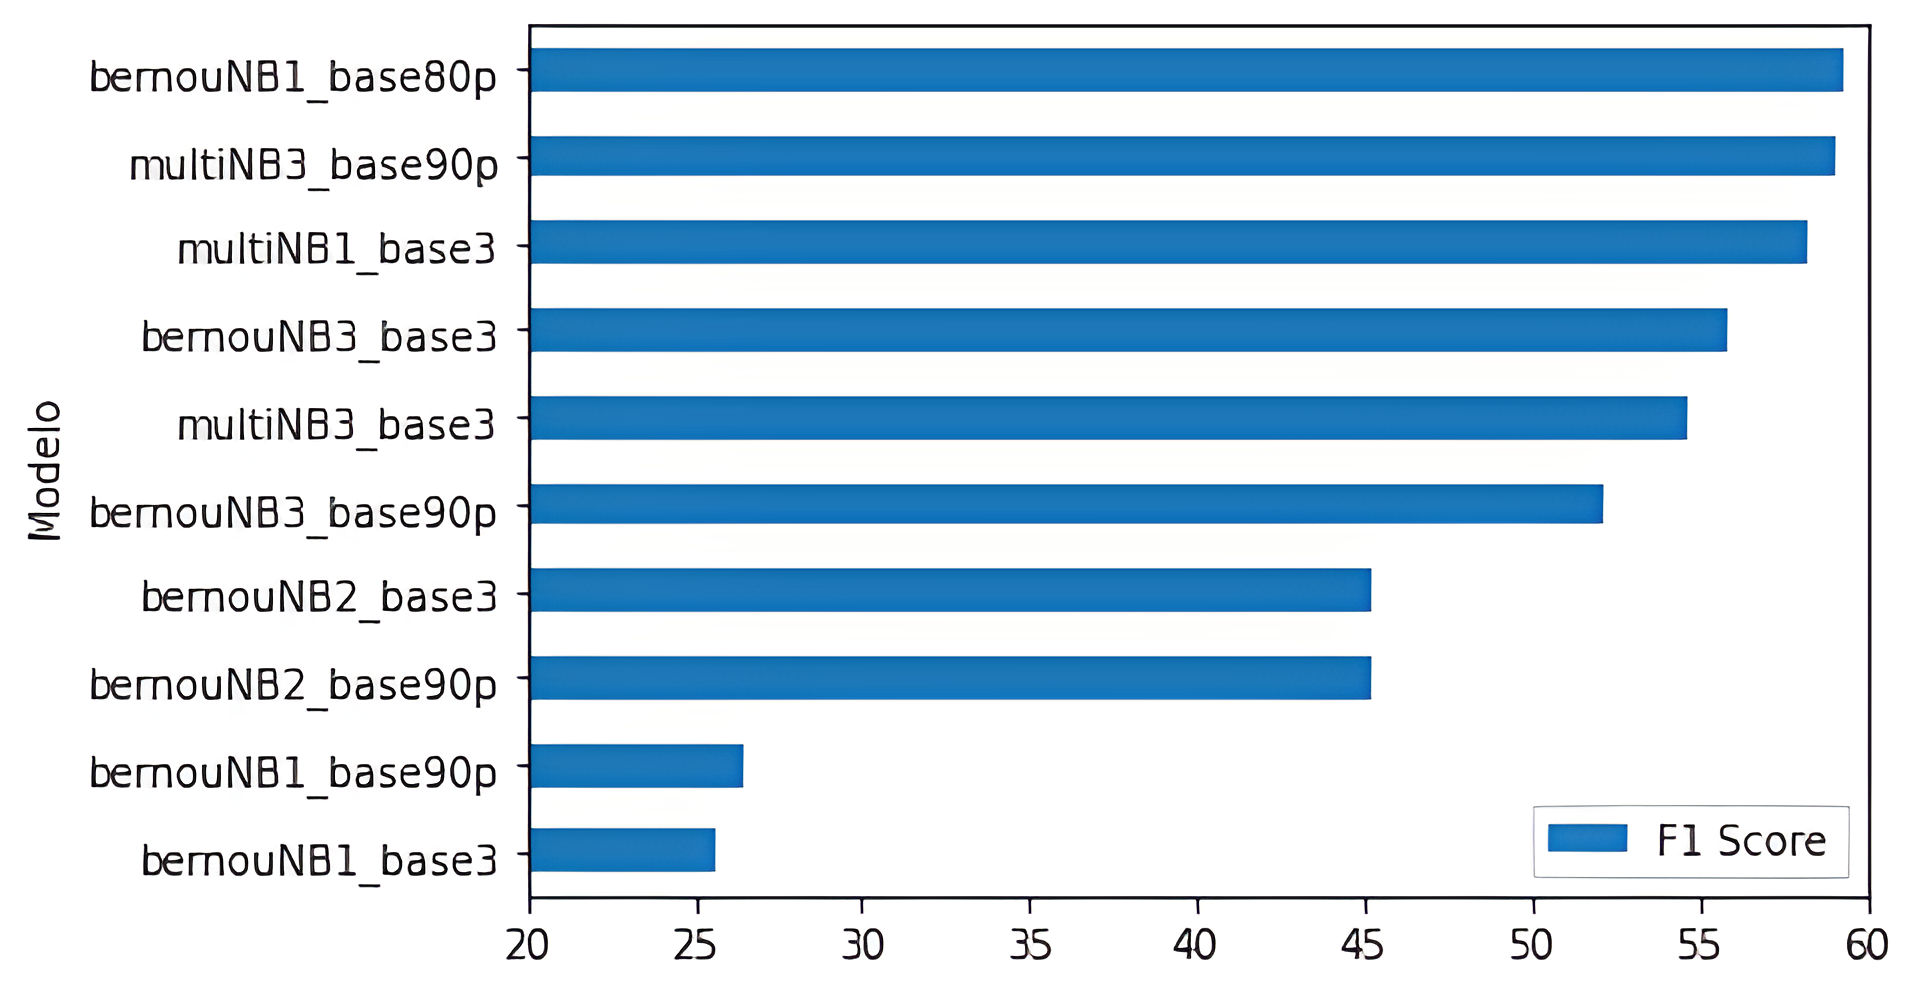 bernouNB1_base80p
multiNB3_base90p
multiNB1_base3
bernouNB3_base3
multiNB3_base3
bernouNB3_base90p
bernouNB2_base3
bernouNB2_base90p
bernouNB1_base90p
bernouNB1_base3
Modelo
F1 Score
20 25 30 35 40 45 50 55 60